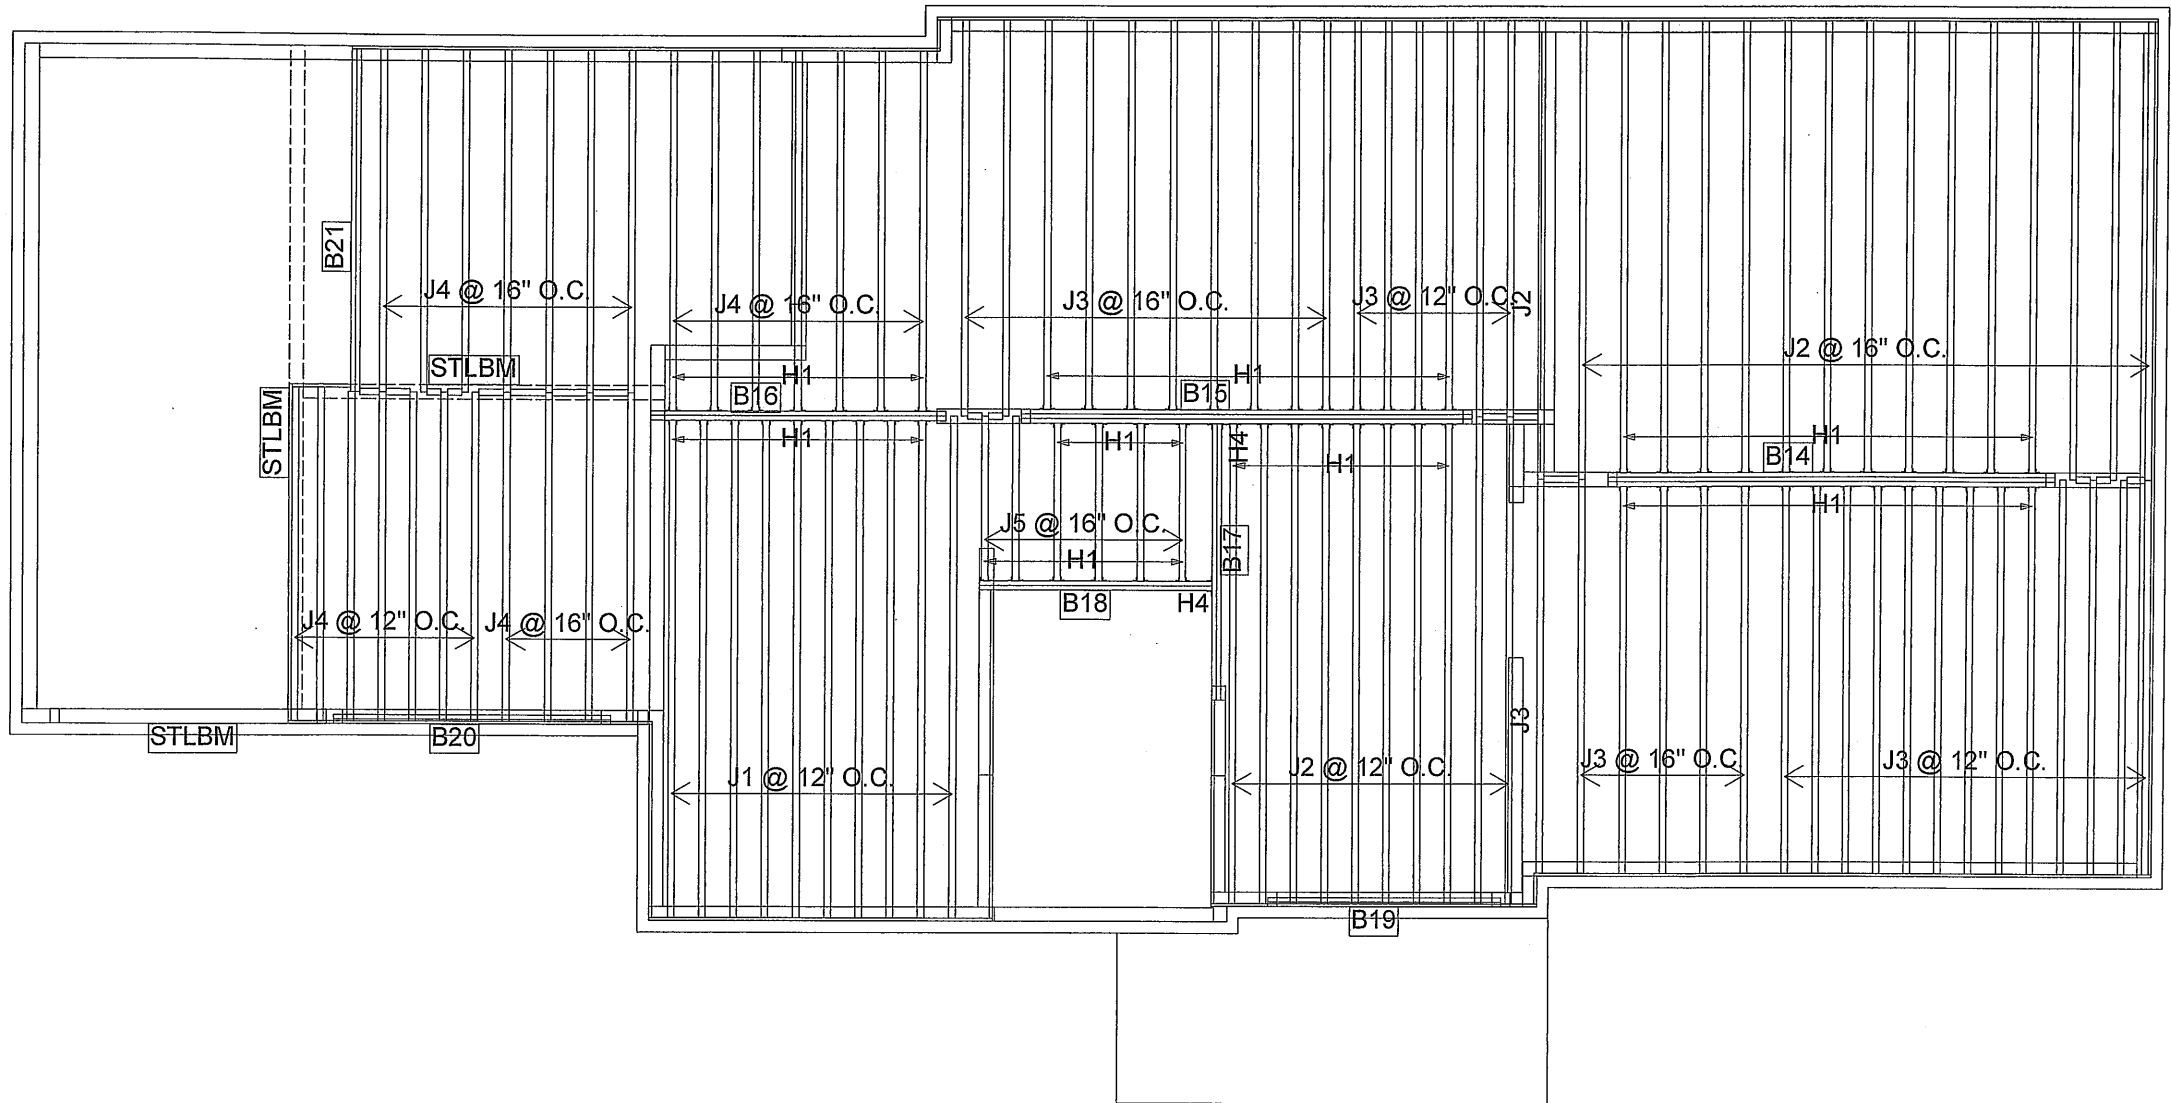 B21
J4 @ 16" O.C.
J4 @ 16" O.C.
J3 @ 16" O.C.
J3 @ 12" O.C.
J2
J2 @ 16" O.C.
STLBM
H1
H1
B16
B15
STLBM
H1
H1
H4
H1
H1
B14
H1
J5 @ 16" O.C.
H1
B17
B18
H4
J4 @ 12" O.C.
J4 @ 16" O.C.
STLBM
B20
J3
J1 @ 12" O.C.
J2 @ 12" O.C.
J3 @ 16" O.C.
J3 @ 12" O.C.
B19